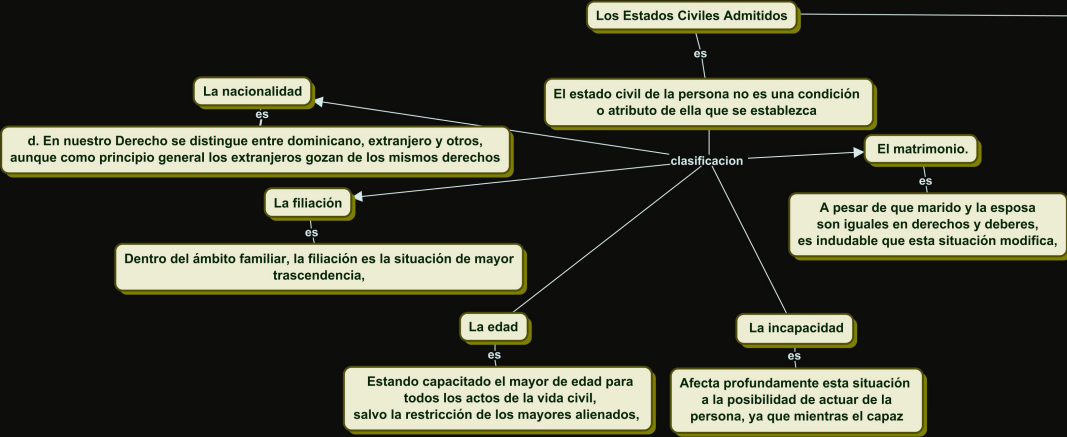 Los Estados Civiles Admitidos
es
El estado civil de la persona no es una condición
o atributo de ella que se establezca
clasificacion
La nacionalidad
es
d. En nuestro Derecho se distingue entre dominicano, extranjero y otros,
aunque como principio general los extranjeros gozan de los mismos derechos
El matrimonio.
es
A pesar de que marido y la esposa
son iguales en derechos y deberes,
es indudable que esta situación modifica,
La filiación
es
Dentro del ámbito familiar, la filiación es la situación de mayor
trascendencia,
La edad
es
Estando capacitado el mayor de edad para
todos los actos de la vida civil,
salvo la restricción de los mayores alienados,
La incapacidad
es
Afecta profundamente esta situación
a la posibilidad de actuar de la
persona, ya que mientras el capaz